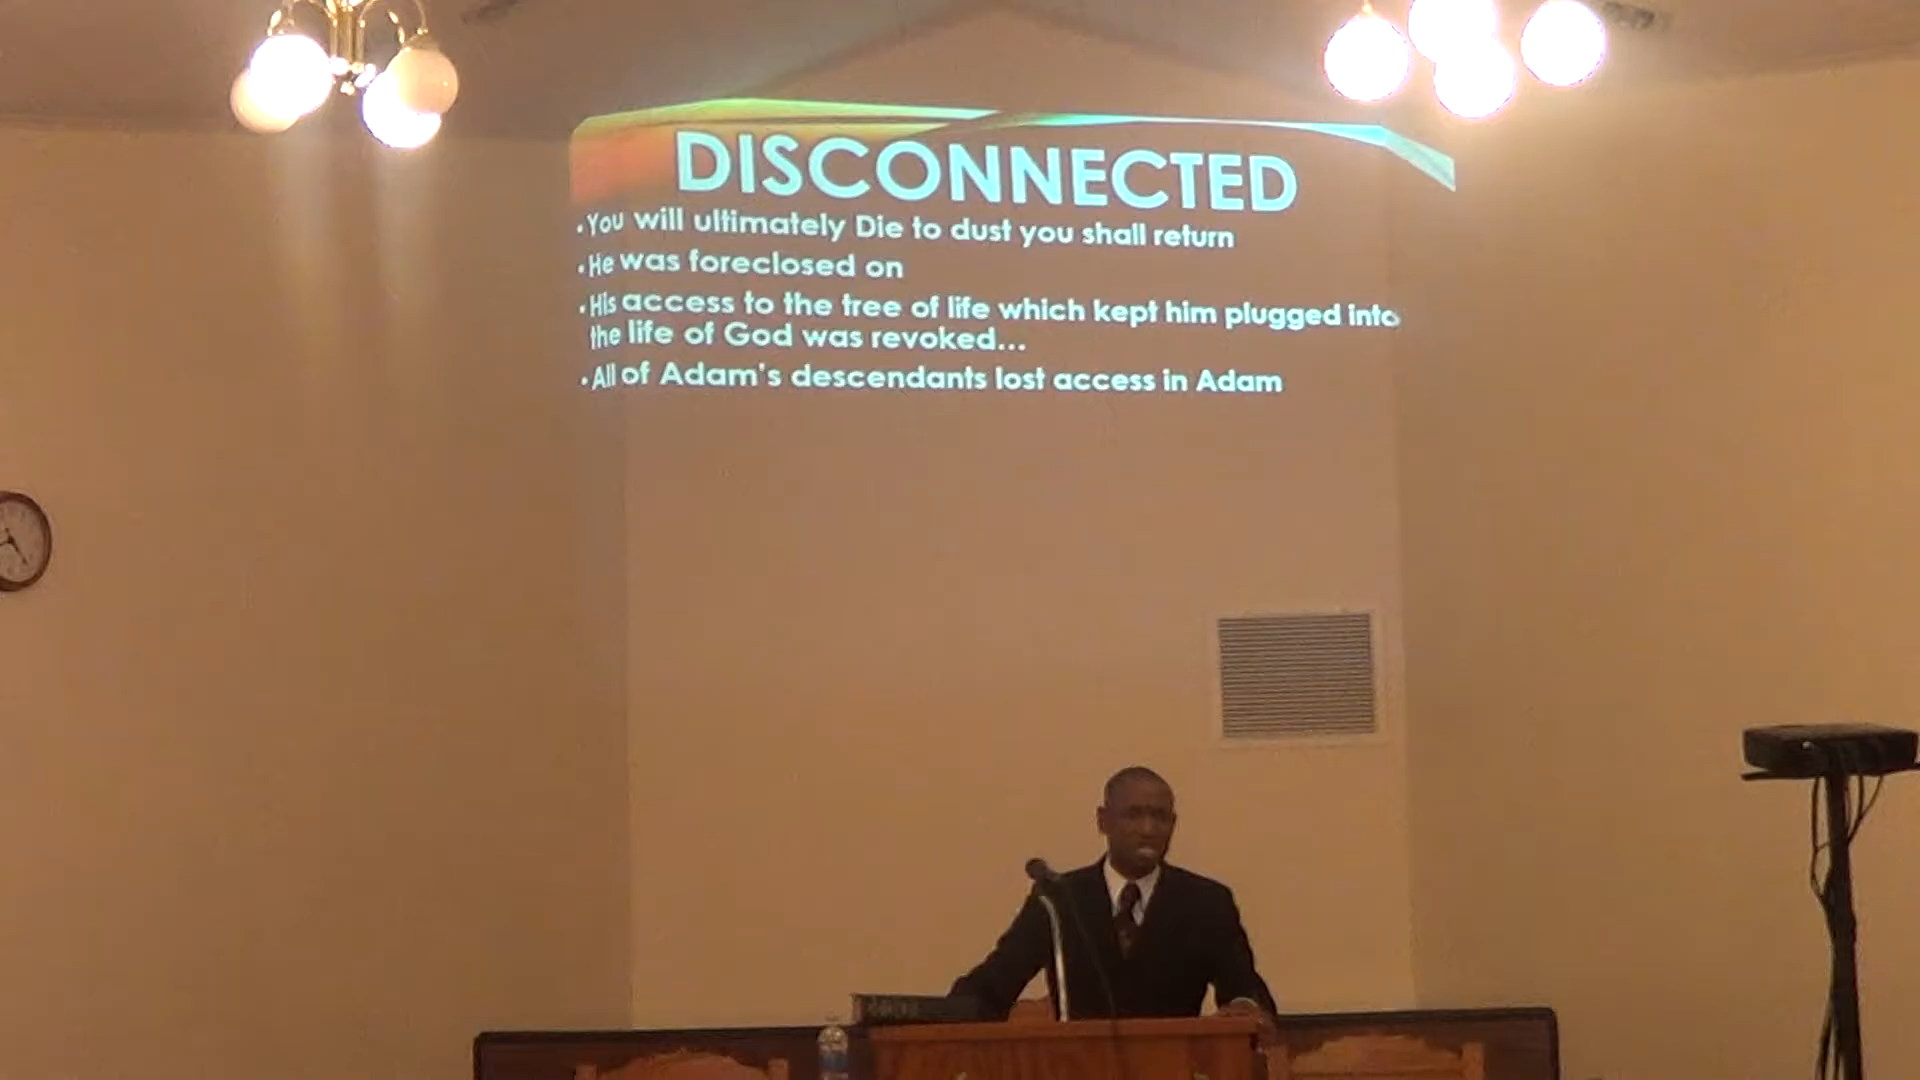 DISCONNECTED
•You will ultimately Die to dust you shall return
•He was foreclosed on
•His access to the tree of life which kept him plugged into
the life of God was revoked...
•All of Adam's descendants lost access in Adam